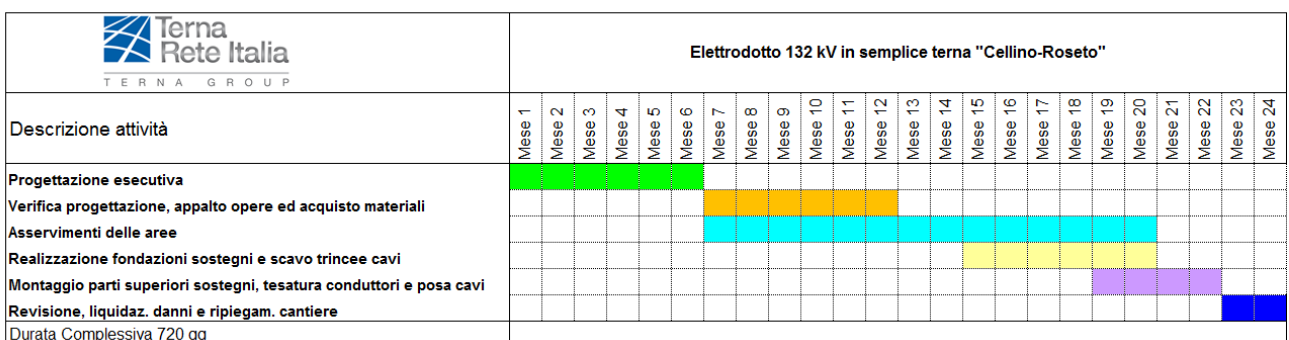 Terna
Rete Italia
TERNA GROUP
Elettrodotto 132 kV in semplice terna "Cellino-Roseto"
Descrizione attività
Mese 1
Mese 2
Mese 3
Mese 4
Mese 5
Mese 6
Mese 7
Mese 8
Mese 9
Mese 10
Mese 11
Mese 12
Mese 13
Mese 14
Mese 15
Mese 16
Mese 17
Mese 18
Mese 19
Mese 20
Mese 21
Mese 22
Mese 23
Mese 24
Progettazione esecutiva
Verifica progettazione, appalto opere ed acquisto materiali
Asservimenti delle aree
Realizzazione fondazioni sostegni e scavo trincee cavi
Montaggio parti superiori sostegni, tesatura conduttori e posa cavi
Revisione, liquidaz. danni e ripiegam. cantiere
Durata Complessiva 720 gg